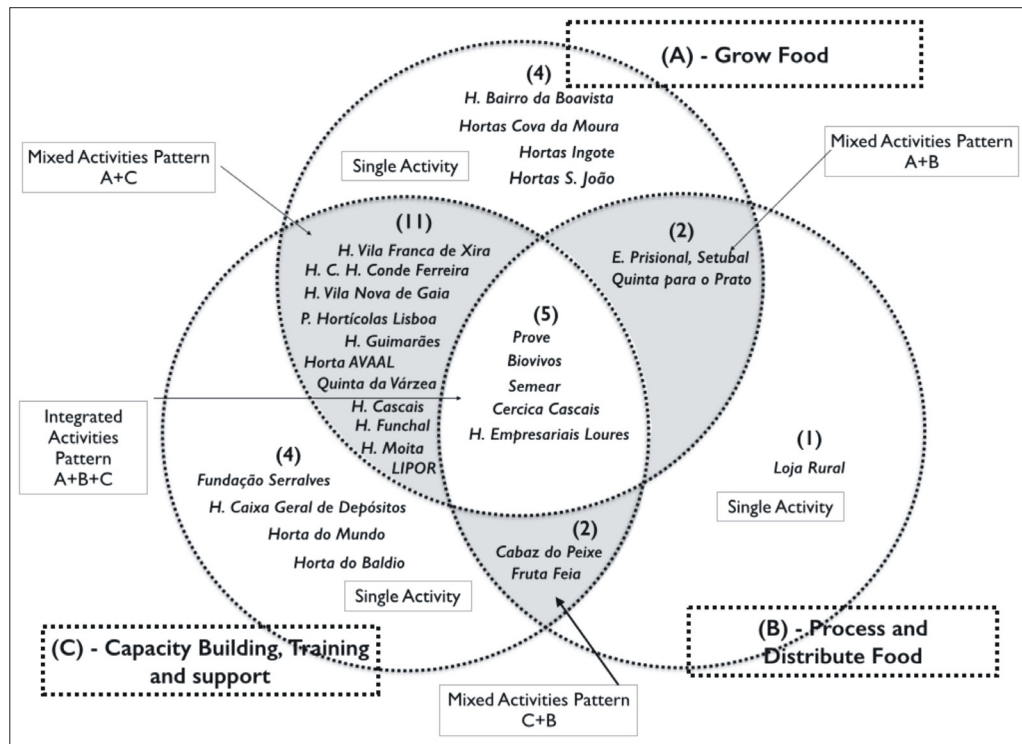 (A) - Grow Food
(4)
H. Bairro da Boavista
Hortas Cova da Moura
Hortas Ingote
Hortas S. João
Single Activity
Mixed Activities Pattern
A+C
Mixed Activities Pattern
A+B
(11)
H. Vila Franca de Xira
H. C. H. Conde Ferreira
H. Vila Nova de Gaia
P. Hortícolas Lisboa
H. Guimarães
Horta AVAAL
Quinta da Várzea
H. Cascais
H. Funchal
H. Moita
LIPOR
(2)
E. Prisional, Setubal
Quinta para o Prato
(5)
Prove
Biovivos
Semear
Cercica Cascais
H. Empresariais Loures
Integrated
Activities
Pattern
A+B+C
(1)
Loja Rural
Single Activity
(4)
Fundação Serralves
H. Caixa Geral de Depósitos
Horta do Mundo
Horta do Baldio
Single Activity
(2)
Cabaz do Peixe
Fruta Feia
(C) - Capacity Building, Training
and support
(B) - Process and
Distribute Food
Mixed Activities Pattern
C+B